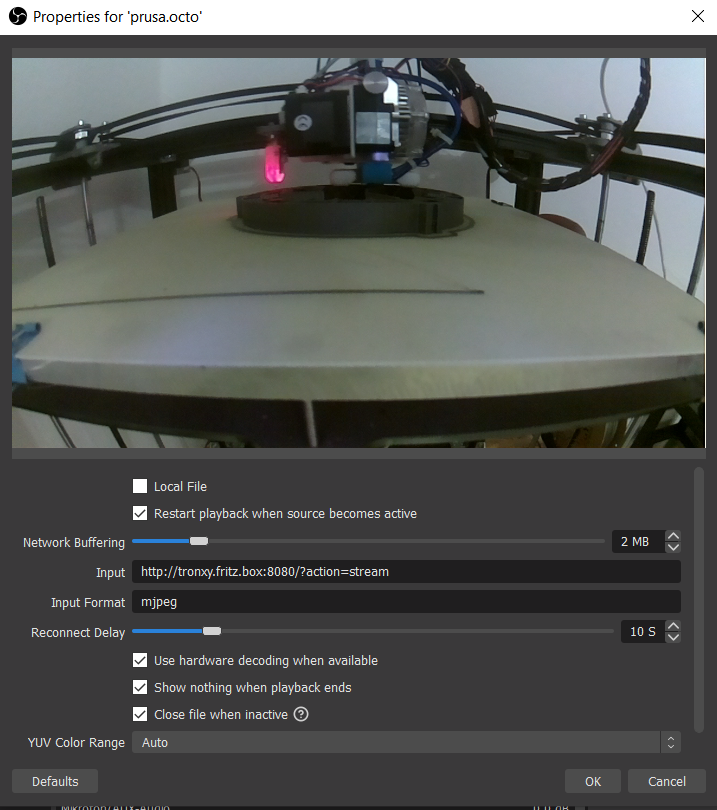 Properties for 'prusa.octo'
Local File
Restart playback when source becomes active
Network Buffering 2 MB
Input http://tronxy.fritz.box:8080/?action=stream
Input Format mjpeg
Reconnect Delay 10 S
Use hardware decoding when available
Show nothing when playback ends
Close file when inactive ?
YUV Color Range Auto
Defaults OK Cancel